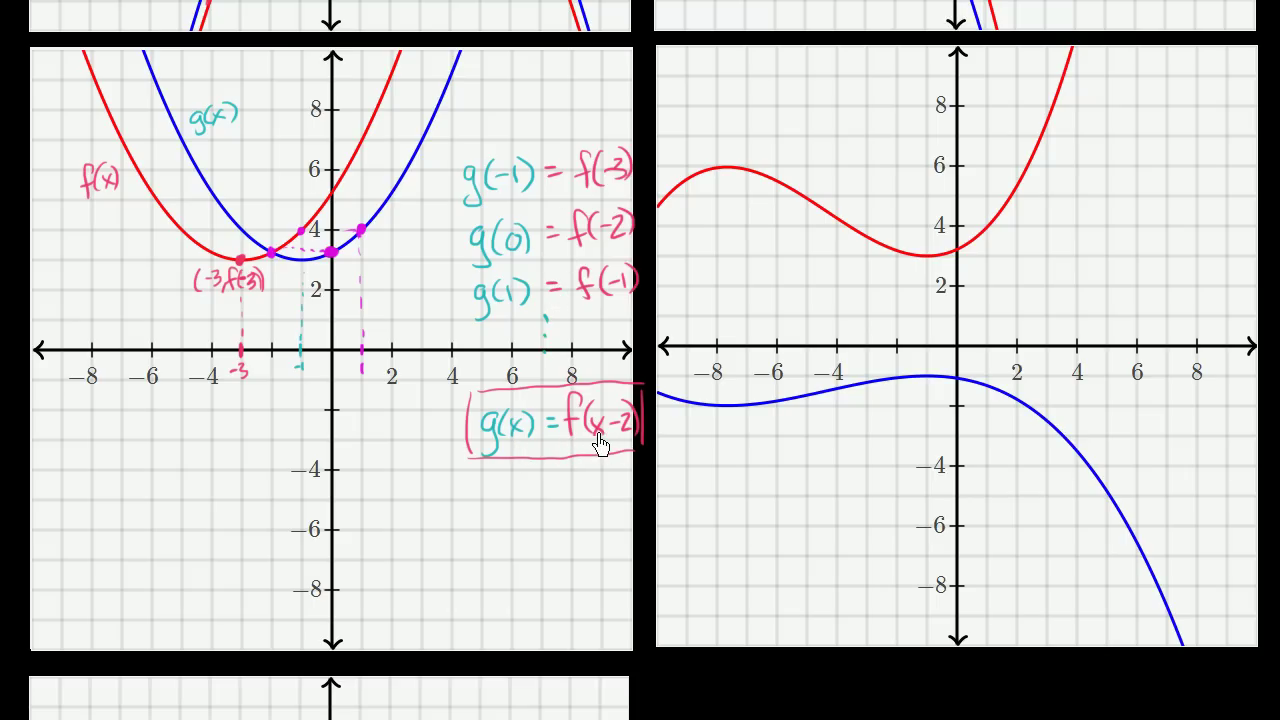 8
g(x)
6
f(x)
g(-1) = f(-3)
4
g(0) = f(-2)
(-3, f(-3))
2
g(1) = f(-1)
-8 -6 -4 -3 -1 2 4 6 8
g(x) = f(x-2)
-4
-6
-8
8
6
4
2
-8 -6 -4 2 4 6 8
-4
-6
-8